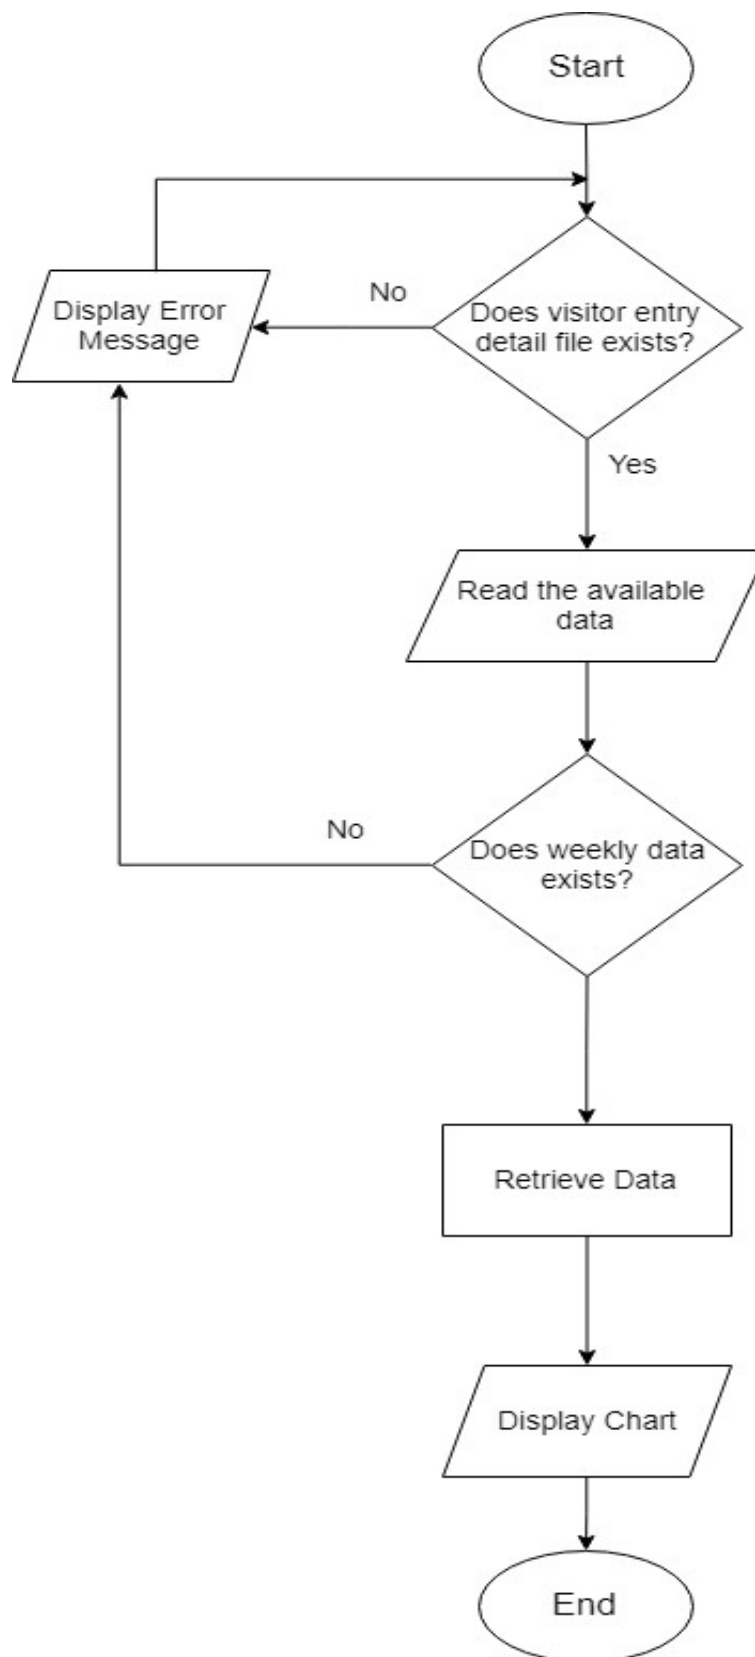 Start
No
Display Error
Message
Does visitor entry
detail file exists?
Yes
Read the available
data
No
Does weekly data
exists?
Retrieve Data
Display Chart
End